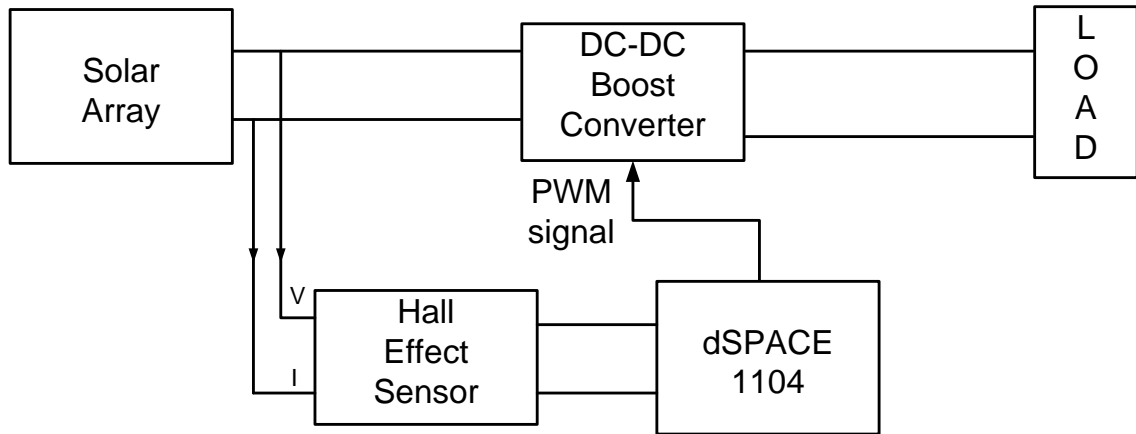 Solar
Array
DC-DC
Boost
Converter
L
O
A
D
PWM
signal
V
I
Hall
Effect
Sensor
dSPACE
1104